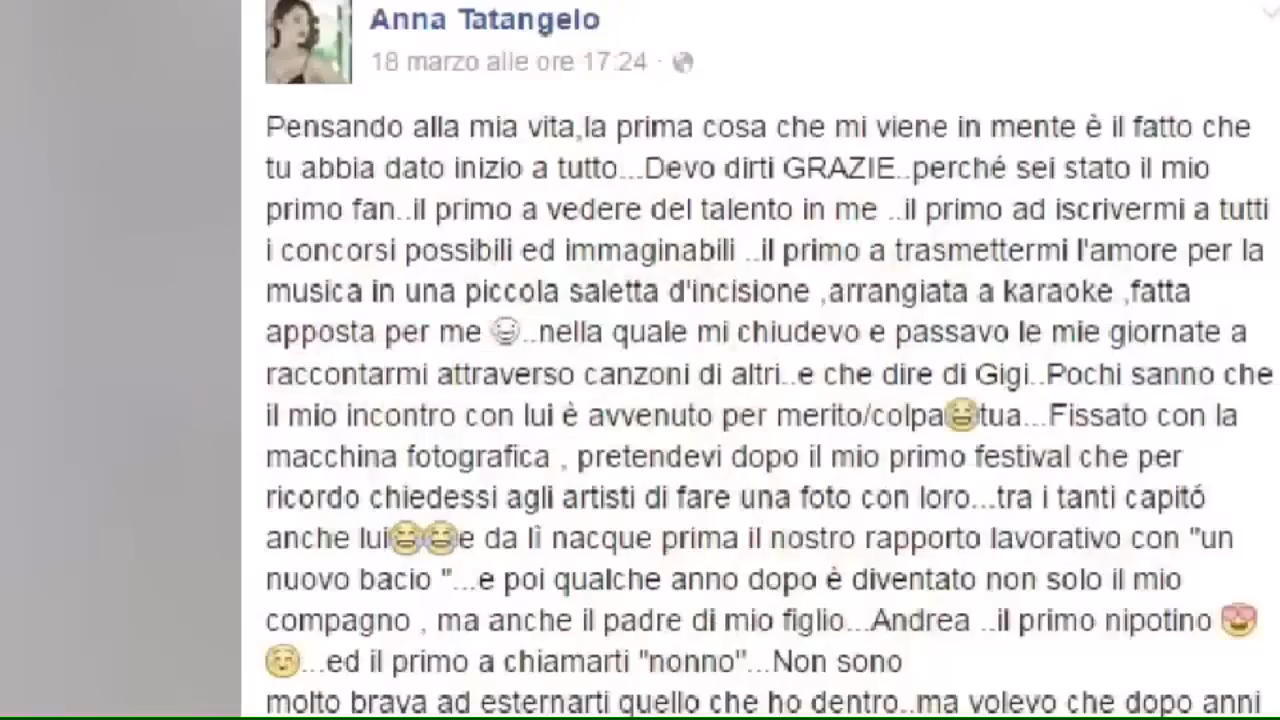 Anna Tatangelo
18 marzo alle ore 17:24 ·
Pensando alla mia vita,la prima cosa che mi viene in mente è il fatto che
tu abbia dato inizio a tutto...Devo dirti GRAZIE..perché sei stato il mio
primo fan..il primo a vedere del talento in me ..il primo ad iscrivermi a tutti
i concorsi possibili ed immaginabili ..il primo a trasmettermi l'amore per la
musica in una piccola saletta d'incisione ,arrangiata a karaoke ,fatta
apposta per me 😀..nella quale mi chiudevo e passavo le mie giornate a
raccontarmi attraverso canzoni di altri..e che dire di Gigi..Pochi sanno che
il mio incontro con lui è avvenuto per merito/colpa😄tua...Fissato con la
macchina fotografica , pretendevi dopo il mio primo festival che per
ricordo chiedessi agli artisti di fare una foto con loro...tra i tanti capitó
anche lui😄😄e da lì nacque prima il nostro rapporto lavorativo con "un
nuovo bacio "...e poi qualche anno dopo è diventato non solo il mio
compagno , ma anche il padre di mio figlio...Andrea ..il primo nipotino 😍
☺...ed il primo a chiamarti "nonno"...Non sono
molto brava ad esternarti quello che ho dentro..ma volevo che dopo anni